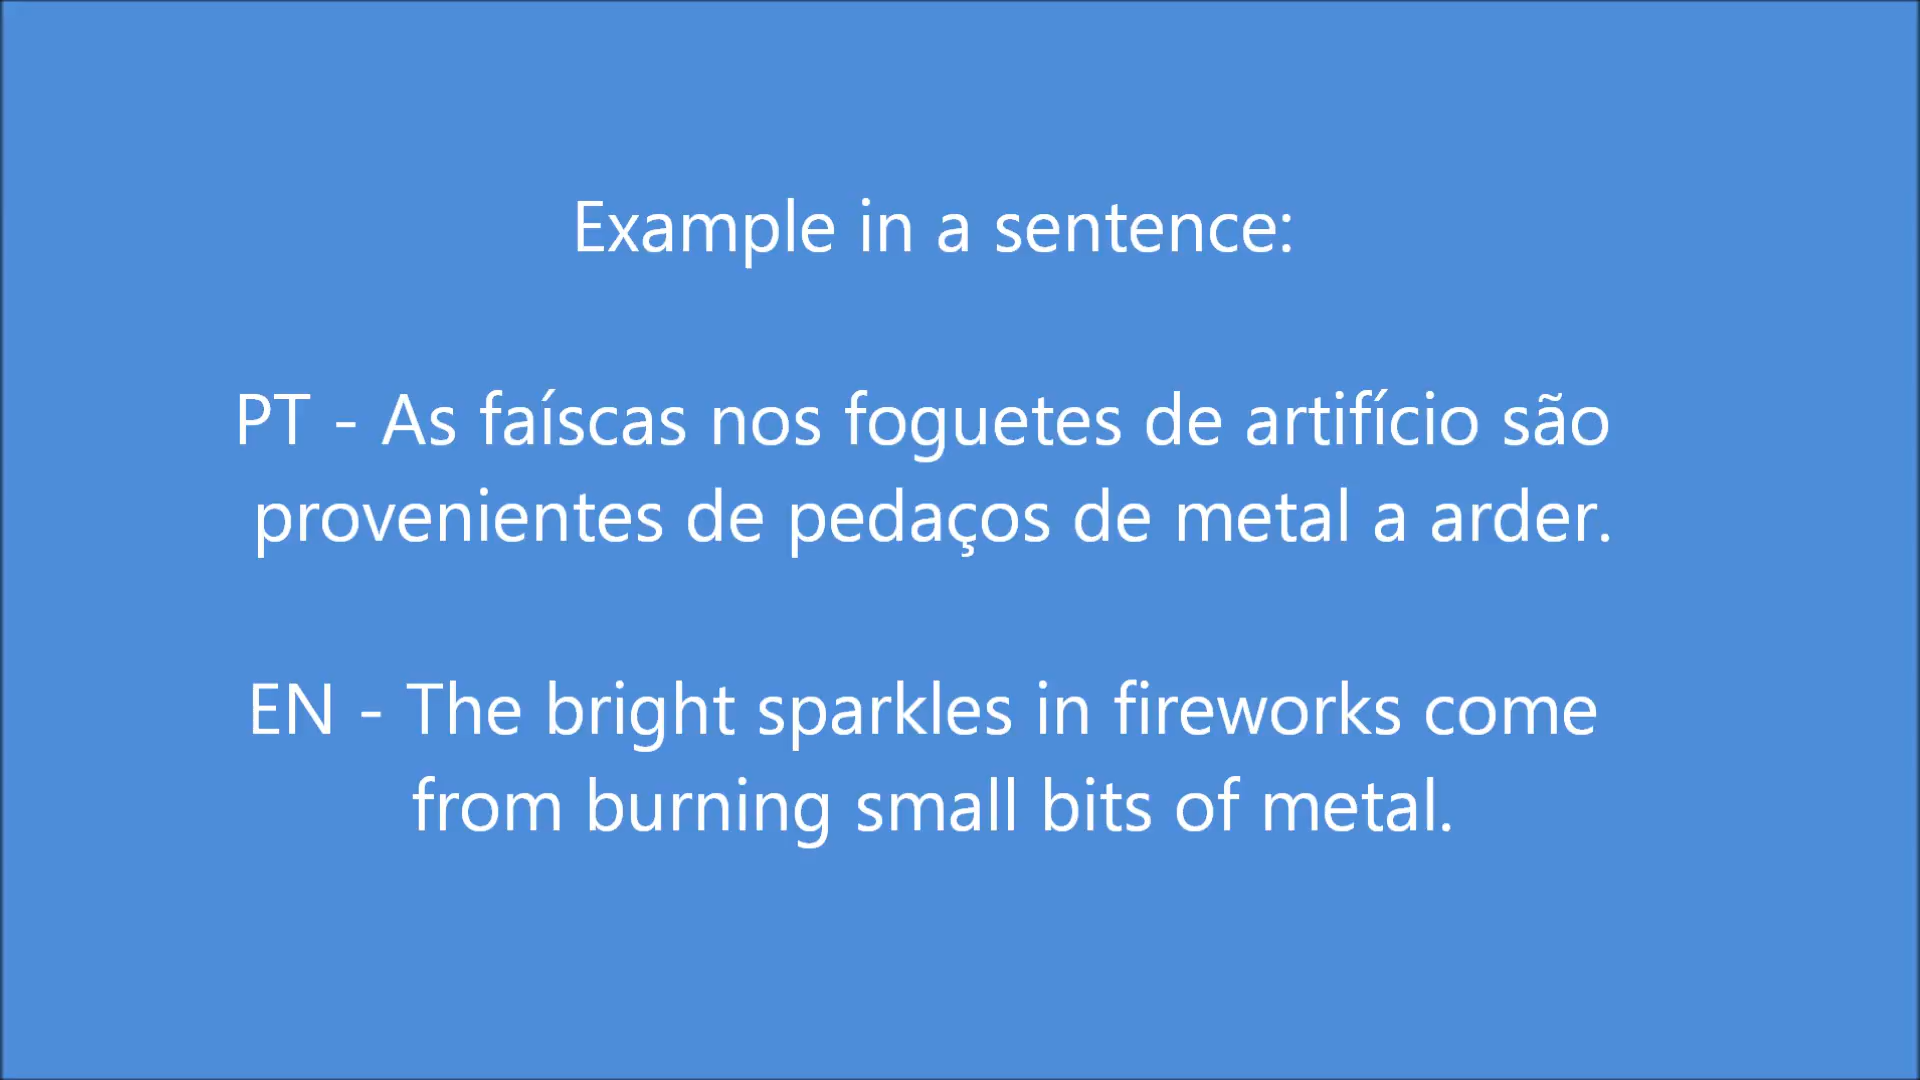 Example in a sentence:
PT - As faíscas nos foguetes de artifício são
provenientes de pedaços de metal a arder.
EN - The bright sparkles in fireworks come
from burning small bits of metal.